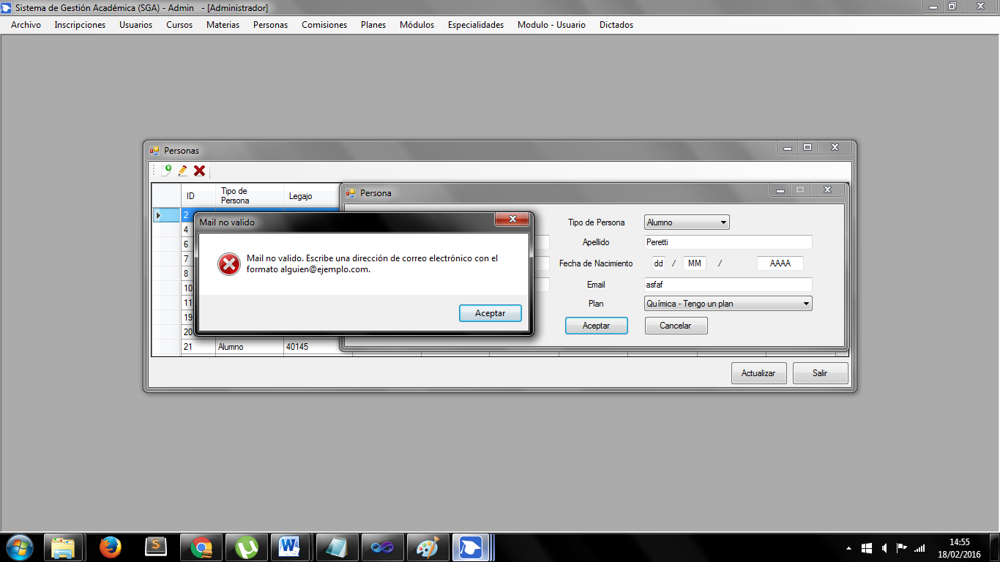 Sistema de Gestión Académica (SGA) - Admin - [Administrador]
Archivo Inscripciones Usuarios Cursos Materias Personas Comisiones Planes Módulos Especialidades Modulo - Usuario Dictados
Personas
ID Tipo de Persona Legajo
2
4
6
7
8
10
11
19
20
21 Alumno 40145
Persona
Tipo de Persona Alumno
Apellido Peretti
Fecha de Nacimiento dd / MM / AAAA
Email asfaf
Plan Química - Tengo un plan
Aceptar Cancelar
Mail no valido
Mail no valido. Escribe una dirección de correo electrónico con el
formato alguien@ejemplo.com.
Aceptar
Actualizar Salir
14:55
18/02/2016